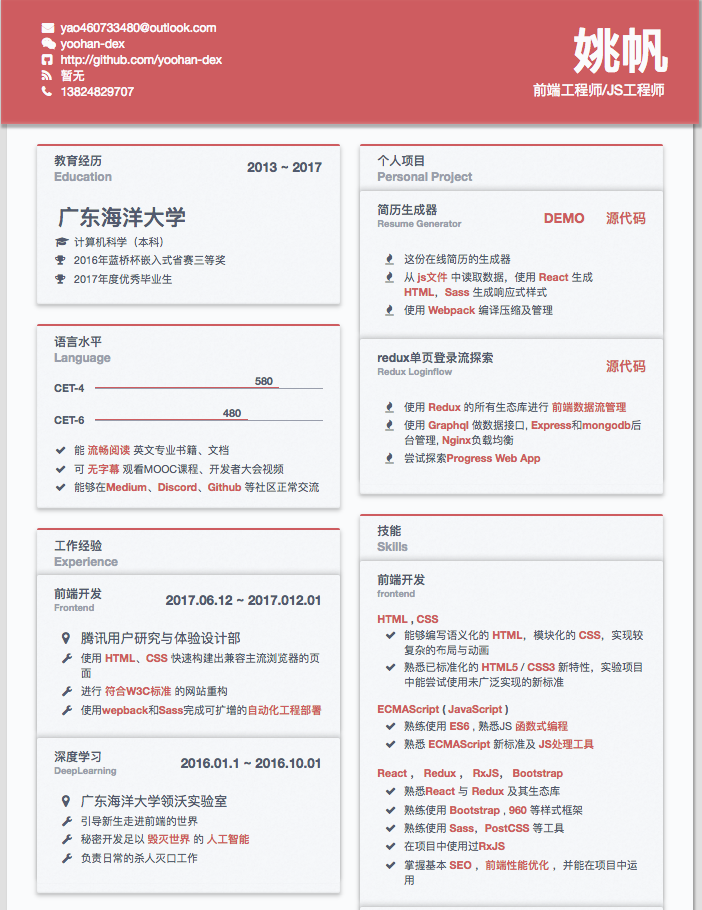 yao460733480@outlook.com
yoohan-dex
http://github.com/yoohan-dex
暂无
13824829707
姚帆
前端工程师/JS工程师
教育经历
Education
2013 ~ 2017
广东海洋大学
计算机科学（本科）
2016年蓝桥杯嵌入式省赛三等奖
2017年度优秀毕业生
语言水平
Language
CET-4
580
CET-6
480
能 流畅阅读 英文专业书籍、文档
可 无字幕 观看MOOC课程、开发者大会视频
能够在Medium、Discord、Github 等社区正常交流
工作经验
Experience
前端开发
Frontend
2017.06.12 ~ 2017.012.01
腾讯用户研究与体验设计部
使用 HTML、CSS 快速构建出兼容主流浏览器的页
面
进行 符合W3C标准 的网站重构
使用wepback和Sass完成可扩增的自动化工程部署
深度学习
DeepLearning
2016.01.1 ~ 2016.10.01
广东海洋大学领沃实验室
引导新生走进前端的世界
秘密开发足以 毁灭世界 的 人工智能
负责日常的杀人灭口工作
个人项目
Personal Project
简历生成器
Resume Generator
DEMO 源代码
这份在线简历的生成器
从 js文件 中读取数据，使用 React 生成
HTML，Sass 生成响应式样式
使用 Webpack 编译压缩及管理
redux单页登录流探索
Redux Loginflow
源代码
使用 Redux 的所有生态库进行 前端数据流管理
使用 Graphql 做数据接口, Express和mongodb后
台管理, Nginx负载均衡
尝试探索Progress Web App
技能
Skills
前端开发
frontend
HTML , CSS
能够编写语义化的 HTML，模块化的 CSS，实现较
复杂的布局与动画
熟悉已标准化的 HTML5 / CSS3 新特性，实验项目
中能尝试使用未广泛实现的新标准
ECMAScript ( JavaScript )
熟练使用 ES6 , 熟悉JS 函数式编程
熟悉 ECMAScript 新标准及 JS处理工具
React ， Redux ， RxJS， Bootstrap
熟悉React 与 Redux 及其生态库
熟练使用 Bootstrap , 960 等样式框架
熟练使用 Sass，PostCSS 等工具
在项目中使用过RxJS
掌握基本 SEO ，前端性能优化 ，并能在项目中运
用